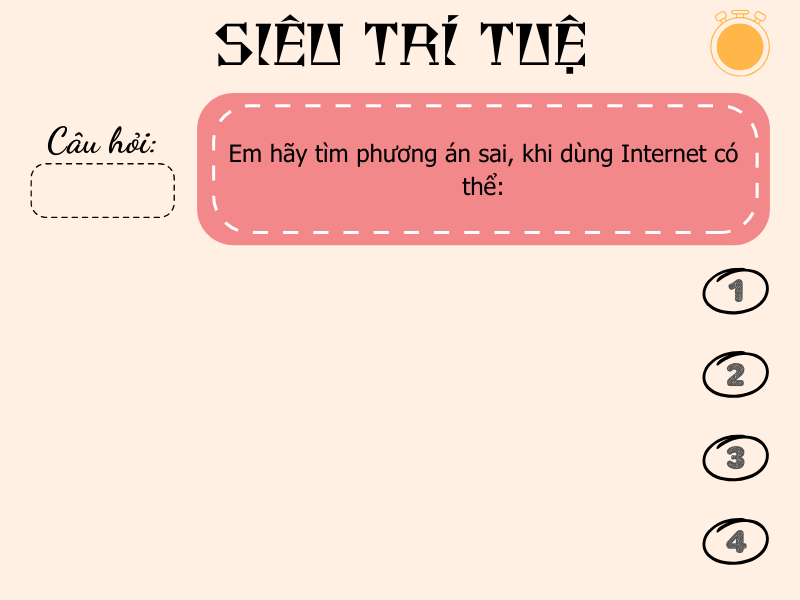 SIÊU TRÍ TUỆ
Câu hỏi:
Em hãy tìm phương án sai, khi dùng Internet có
thể:
1
2
3
4